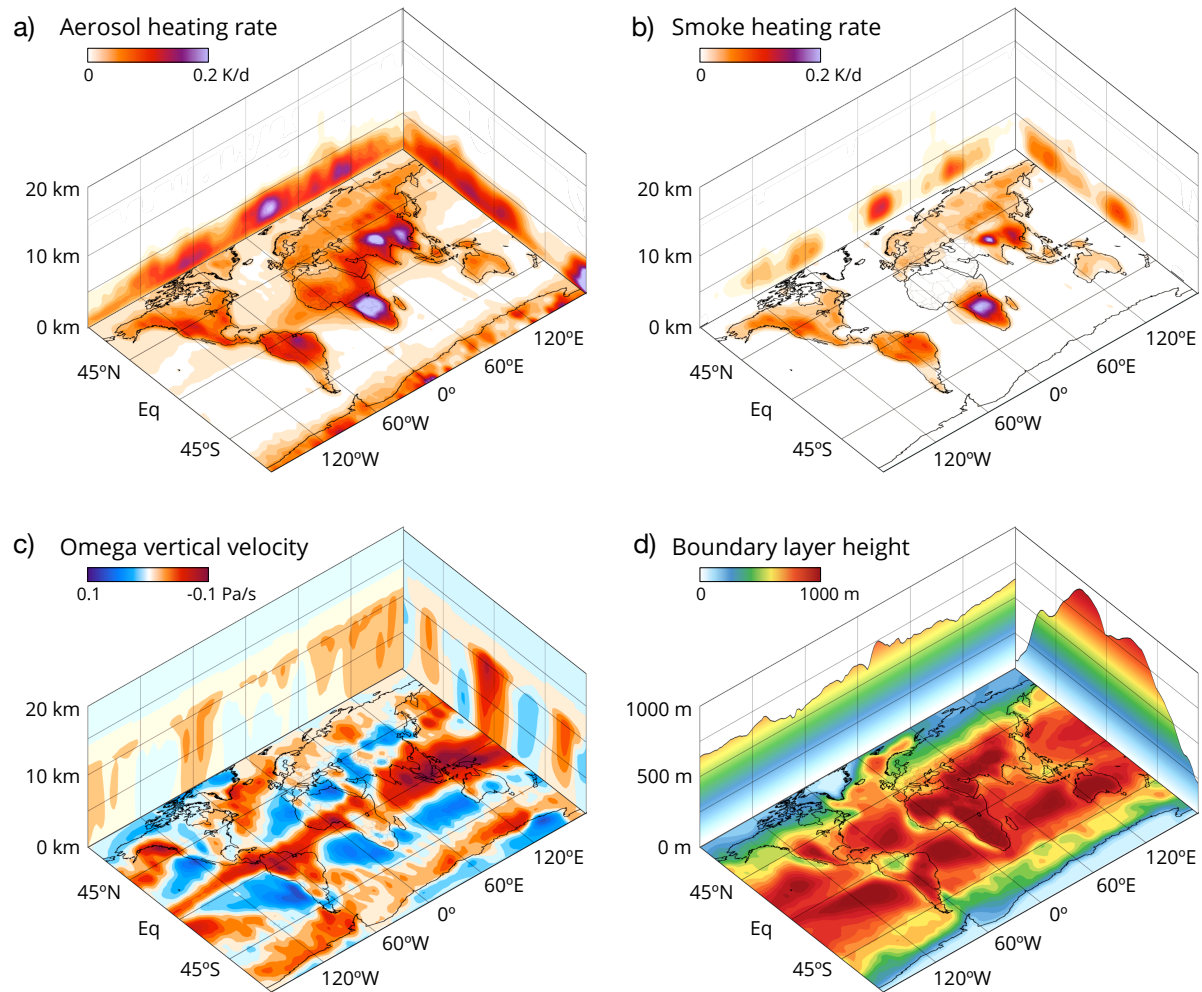 a) Aerosol heating rate
0 0.2 K/d
20 km
10 km
0 km
45ºN
Eq
45ºS
120ºW
60ºW
0º
60ºE
120ºE
b) Smoke heating rate
0 0.2 K/d
20 km
10 km
0 km
45ºN
Eq
45ºS
120ºW
60ºW
0º
60ºE
120ºE
c) Omega vertical velocity
0.1 -0.1 Pa/s
20 km
10 km
0 km
45ºN
Eq
45ºS
120ºW
60ºW
0º
60ºE
120ºE
d) Boundary layer height
0 1000 m
1000 m
500 m
0 m
45ºN
Eq
45ºS
120ºW
60ºW
0º
60ºE
120ºE